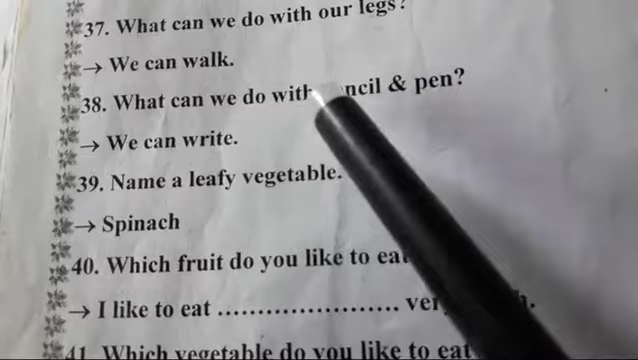 37. What can we do with our legs?
→ We can walk.
38. What can we do with ncil & pen?
→ We can write.
39. Name a leafy vegetable.
→ Spinach
40. Which fruit do you like to eat
→ I like to eat ..................... ver
41. Which vegetable do you like to eat